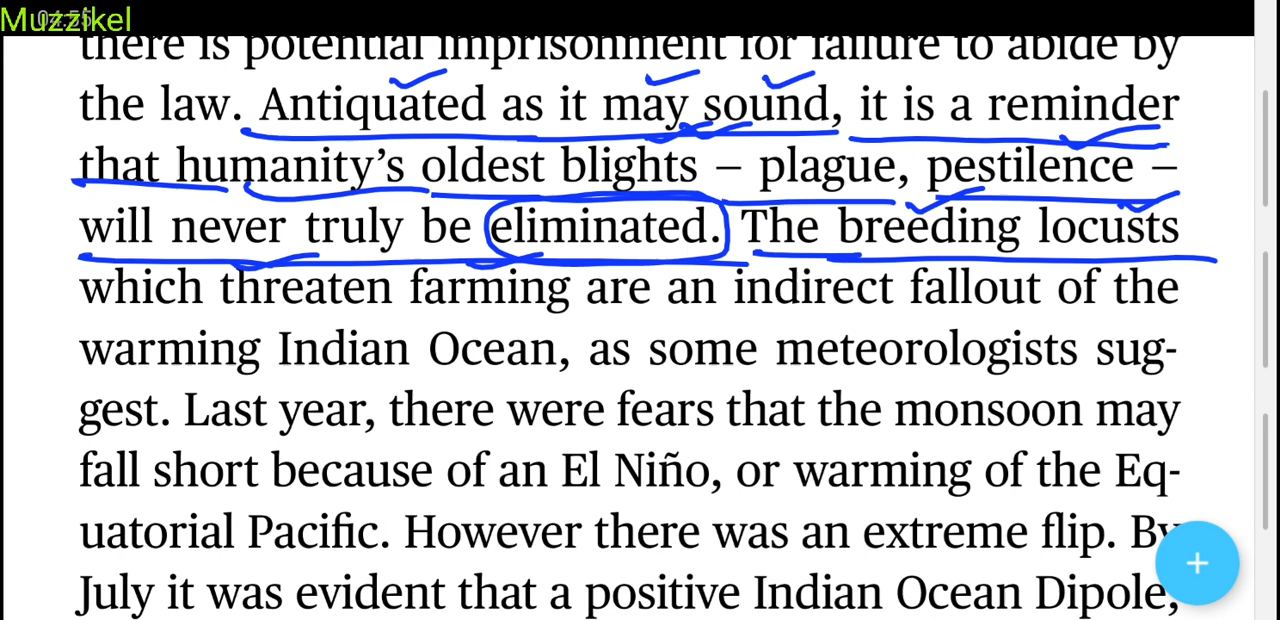 Muzzikel
04:55
there is potential imprisonment for failure to abide by
the law. Antiquated as it may sound, it is a reminder
that humanity’s oldest blights – plague, pestilence –
will never truly be eliminated. The breeding locusts
which threaten farming are an indirect fallout of the
warming Indian Ocean, as some meteorologists sug-
gest. Last year, there were fears that the monsoon may
fall short because of an El Niño, or warming of the Eq-
uatorial Pacific. However there was an extreme flip. By
July it was evident that a positive Indian Ocean Dipole,